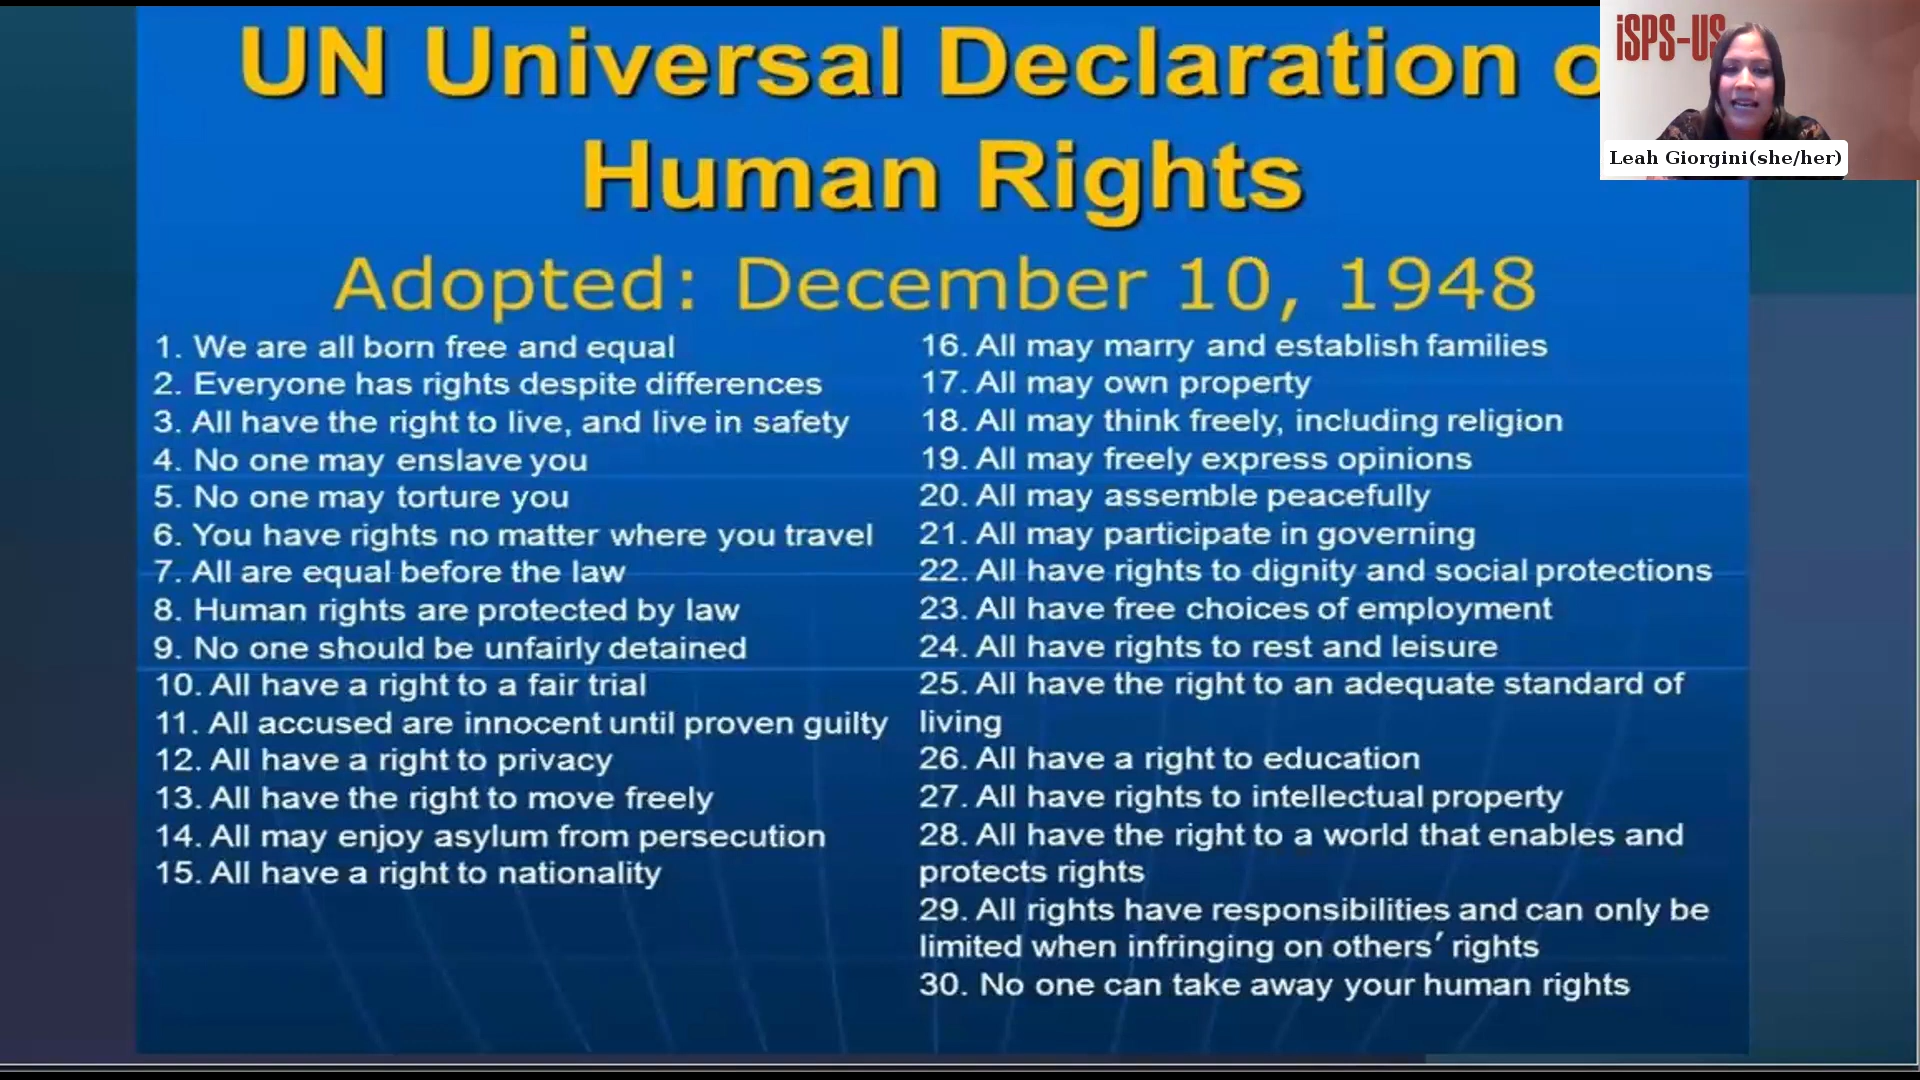 UN Universal Declaration o
Human Rights
Adopted: December 10, 1948
1. We are all born free and equal
2. Everyone has rights despite differences
3. All have the right to live, and live in safety
4. No one may enslave you
5. No one may torture you
6. You have rights no matter where you travel
7. All are equal before the law
8. Human rights are protected by law
9. No one should be unfairly detained
10. All have a right to a fair trial
11. All accused are innocent until proven guilty
12. All have a right to privacy
13. All have the right to move freely
14. All may enjoy asylum from persecution
15. All have a right to nationality
16. All may marry and establish families
17. All may own property
18. All may think freely, including religion
19. All may freely express opinions
20. All may assemble peacefully
21. All may participate in governing
22. All have rights to dignity and social protections
23. All have free choices of employment
24. All have rights to rest and leisure
25. All have the right to an adequate standard of
living
26. All have a right to education
27. All have rights to intellectual property
28. All have the right to a world that enables and
protects rights
29. All rights have responsibilities and can only be
limited when infringing on others’ rights
30. No one can take away your human rights
iSPS-US
Leah Giorgini(she/her)